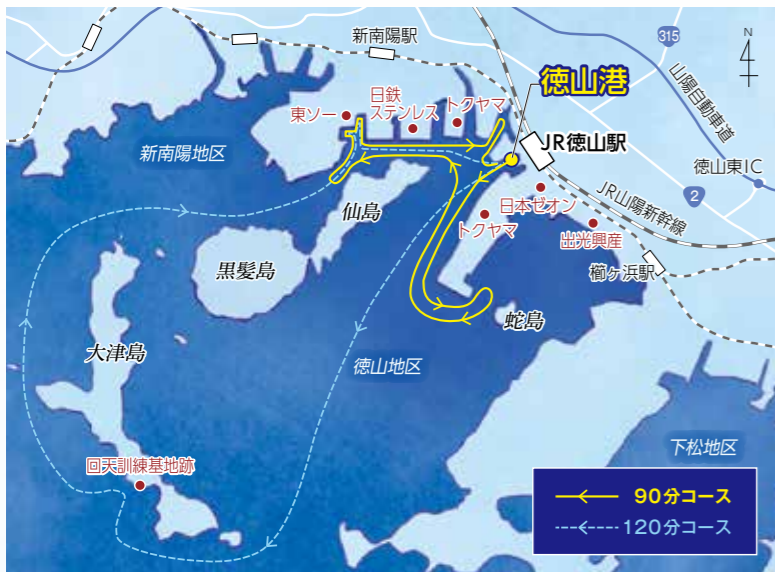 新南陽駅
315
N
4
徳山港
山陽自動車道
日鉄
ステンレス
トクヤマ
東ソー
JR徳山駅
新南陽地区
徳山東IC
2
日本ゼオン
JR山陽新幹線
仙島
トクヤマ
出光興産
黒髪島
櫛ヶ浜駅
蛇島
大津島
徳山地区
下松地区
回天訓練基地跡
90分コース
120分コース